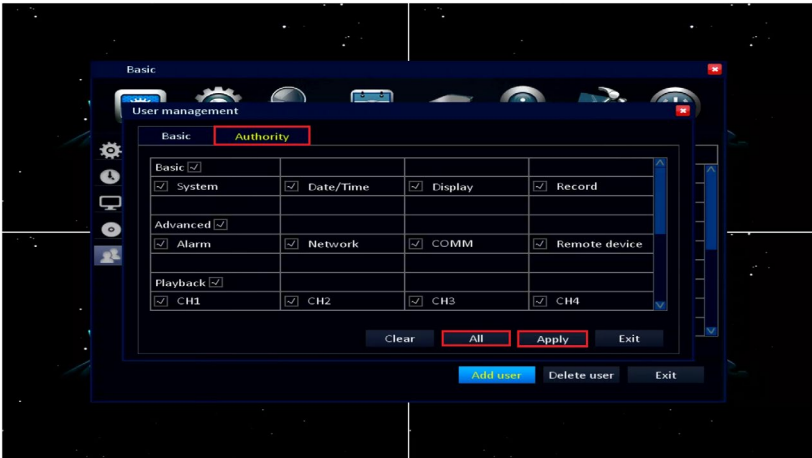 Basic
User management
Basic Authority
Basic
System Date/Time Display Record
Advanced
Alarm Network COMM Remote device
Playback
CH1 CH2 CH3 CH4
Clear All Apply Exit
Add user Delete user Exit